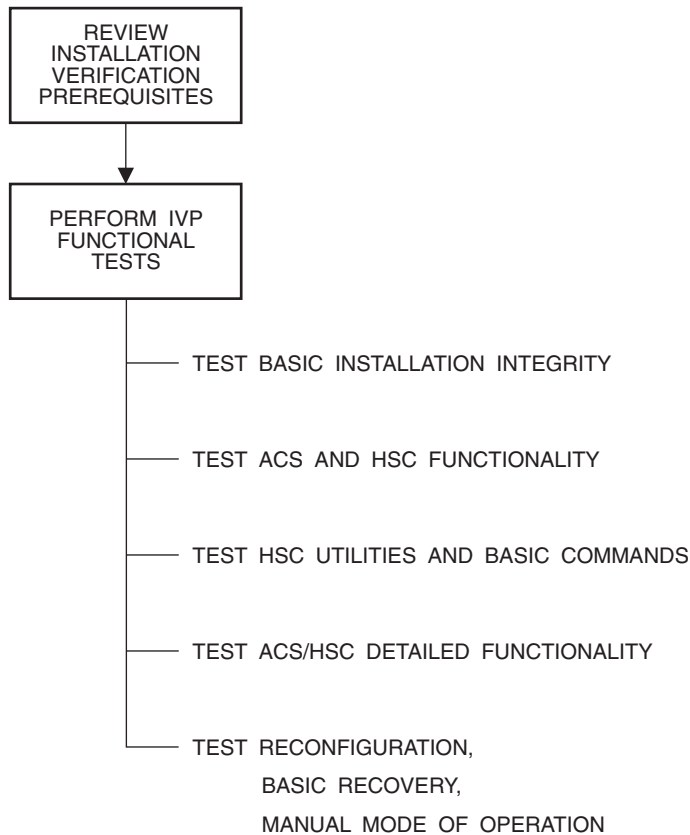 REVIEW
INSTALLATION
VERIFICATION
PREREQUISITES
PERFORM IVP
FUNCTIONAL
TESTS
TEST BASIC INSTALLATION INTEGRITY
TEST ACS AND HSC FUNCTIONALITY
TEST HSC UTILITIES AND BASIC COMMANDS
TEST ACS/HSC DETAILED FUNCTIONALITY
TEST RECONFIGURATION,
BASIC RECOVERY,
MANUAL MODE OF OPERATION